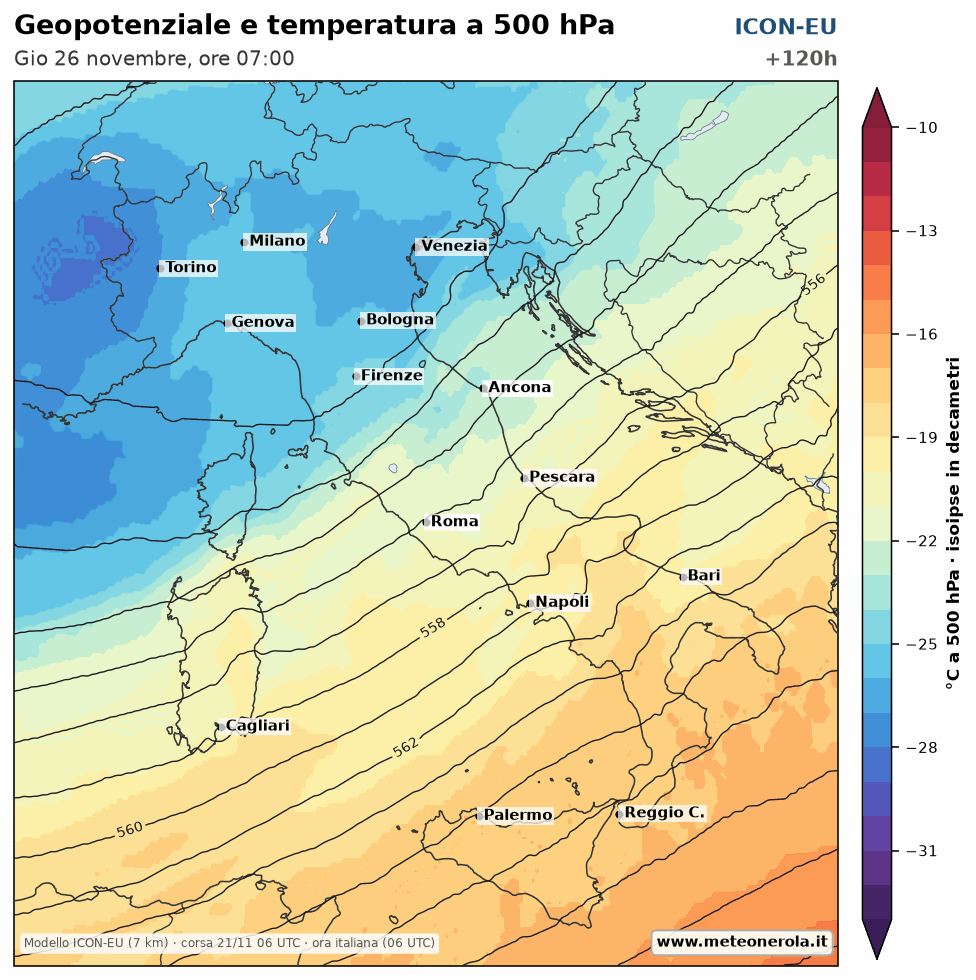 Geopotenziale e temperatura a 500 hPa
ICON-EU
Gio 26 novembre, ore 07:00
+120h
−10
−13
−16
−19
−22
−25
−28
−31
°C a 500 hPa · isoipse in decametri
Milano
Venezia
Torino
556
Genova
Bologna
Firenze
Ancona
Pescara
Roma
Bari
Napoli
558
Cagliari
562
Palermo
Reggio C.
560
Modello ICON-EU (7 km) · corsa 21/11 06 UTC · ora italiana (06 UTC)
www.meteonerola.it